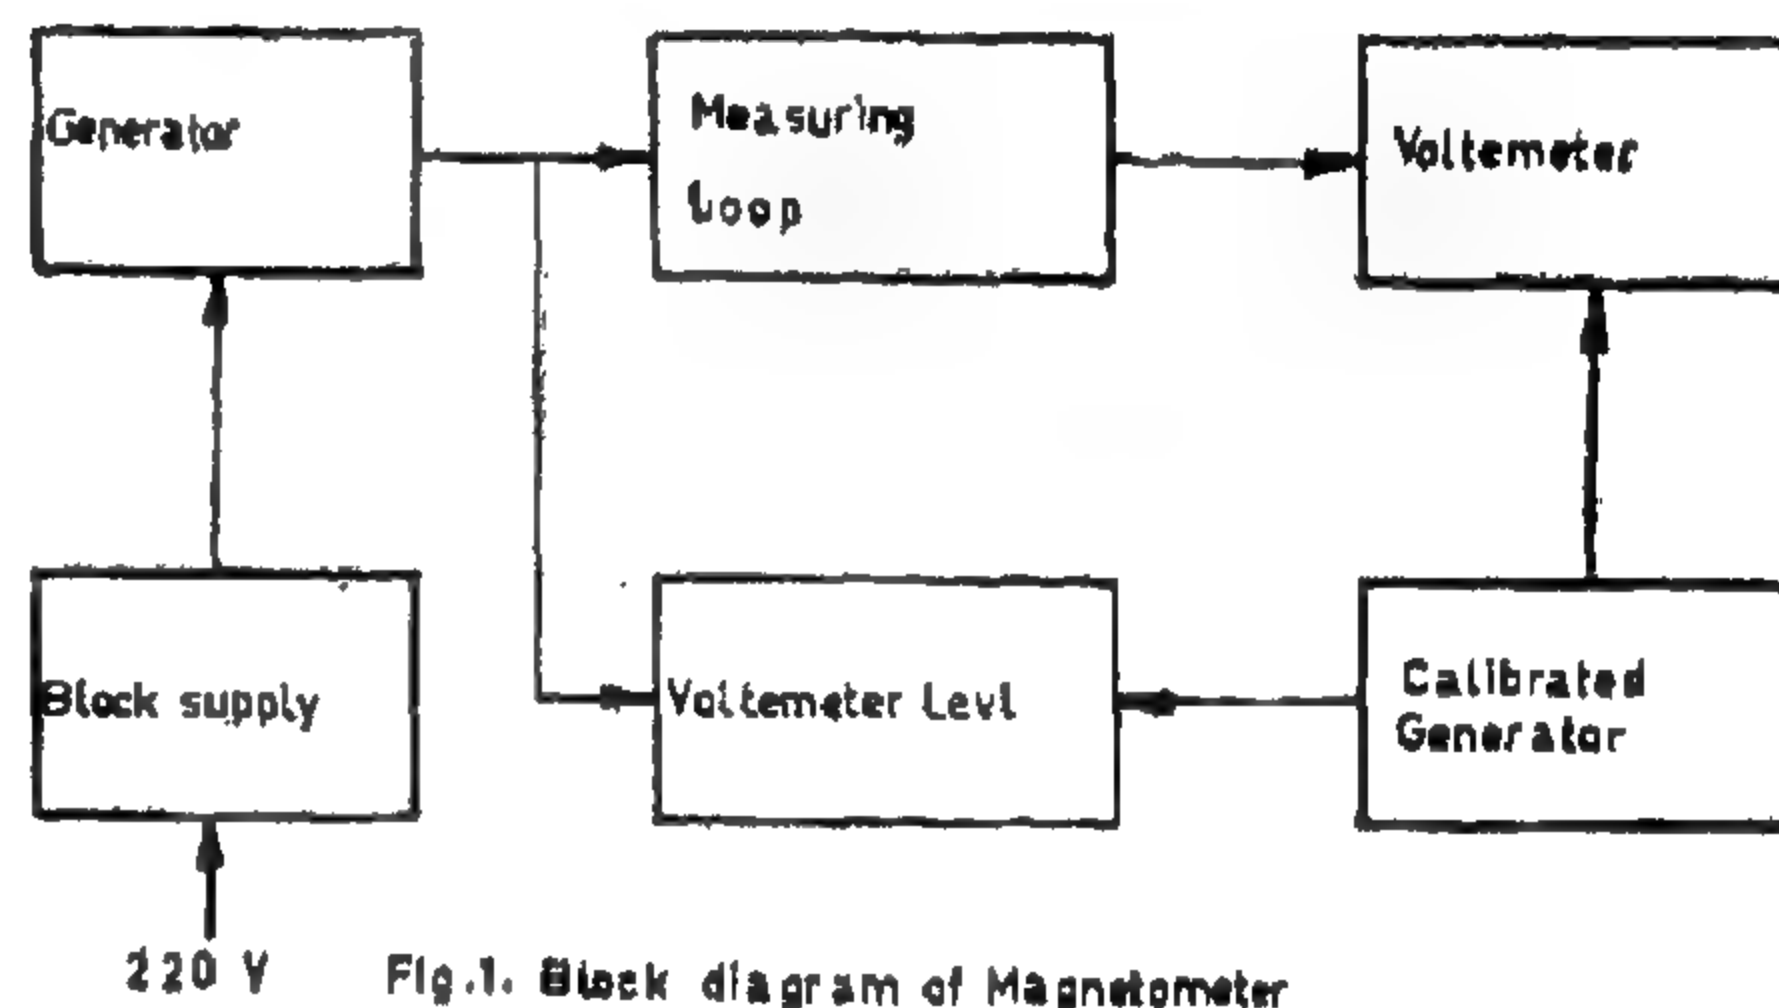 Generator
Measuring
Loop
Voltemeter
Block supply
Voltemeter Levl
Calibrated
Generator
220 V
Fig.1. Block diagram of Magnetometer